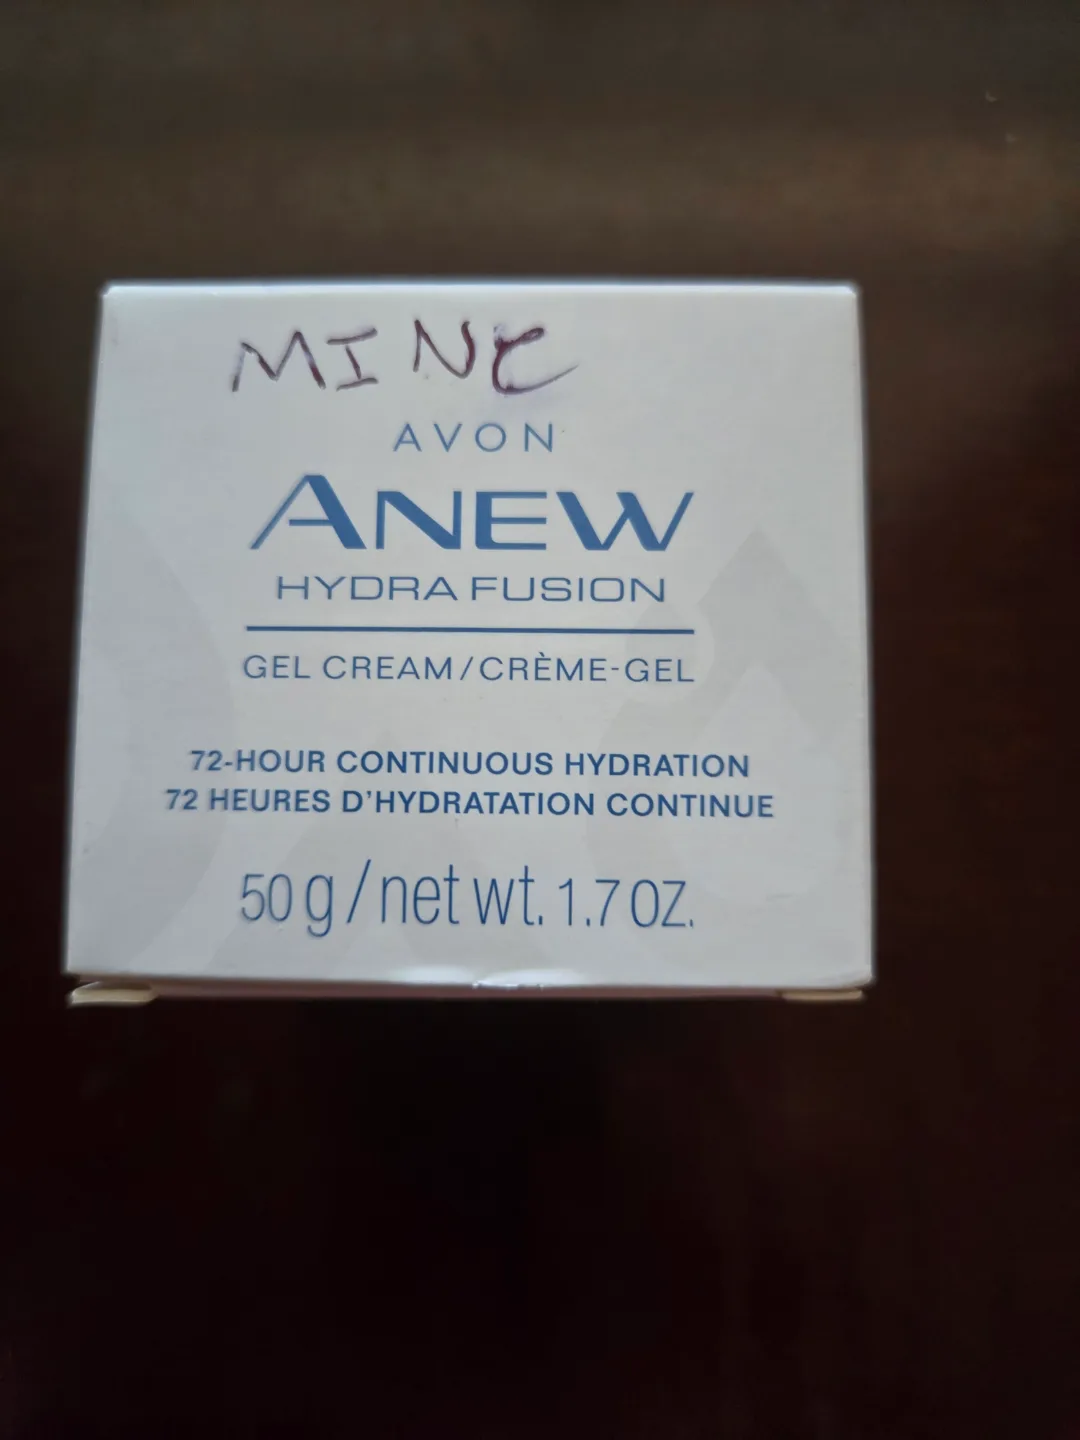 MINE
AVON
ANEW
HYDRA FUSION
GEL CREAM/CRÈME-GEL
72-HOUR CONTINUOUS HYDRATION
72 HEURES D'HYDRATATION CONTINUE
50 g/net wt. 1.7 OZ.